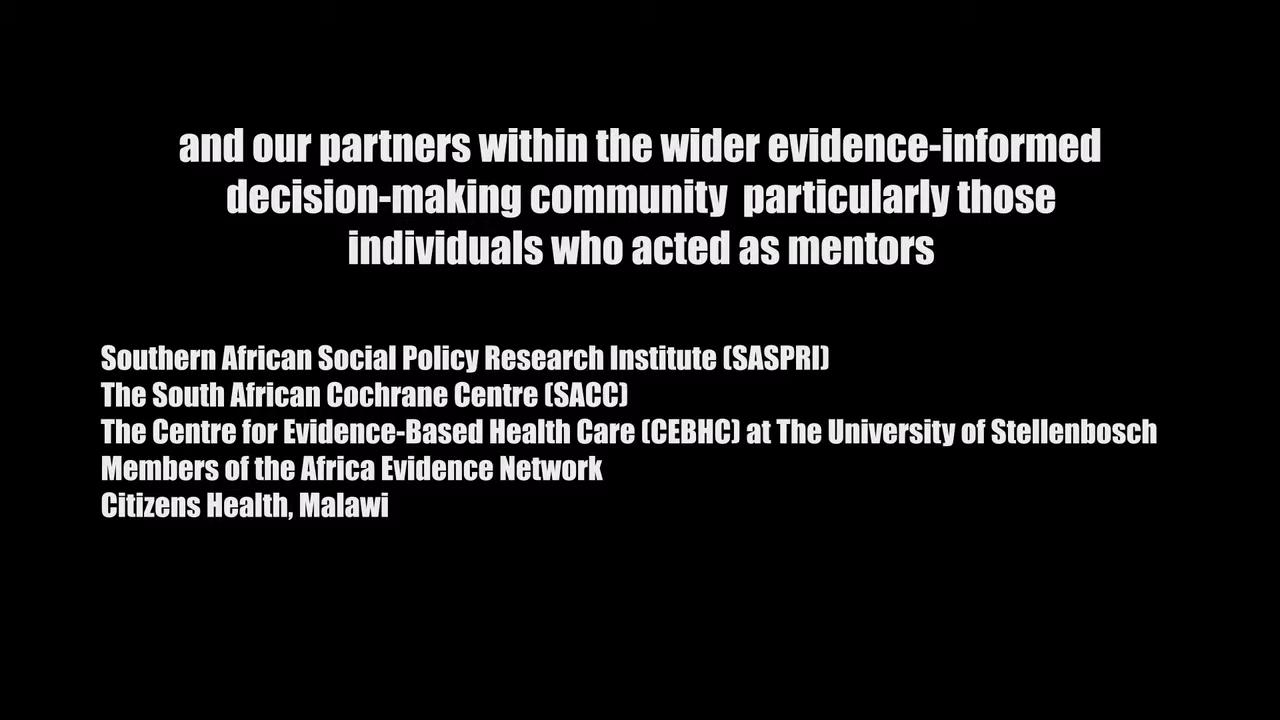 and our partners within the wider evidence-informed
decision-making community  particularly those
individuals who acted as mentors
Southern African Social Policy Research Institute (SASPRI)
The South African Cochrane Centre (SACC)
The Centre for Evidence-Based Health Care (CEBHC) at The University of Stellenbosch
Members of the Africa Evidence Network
Citizens Health, Malawi